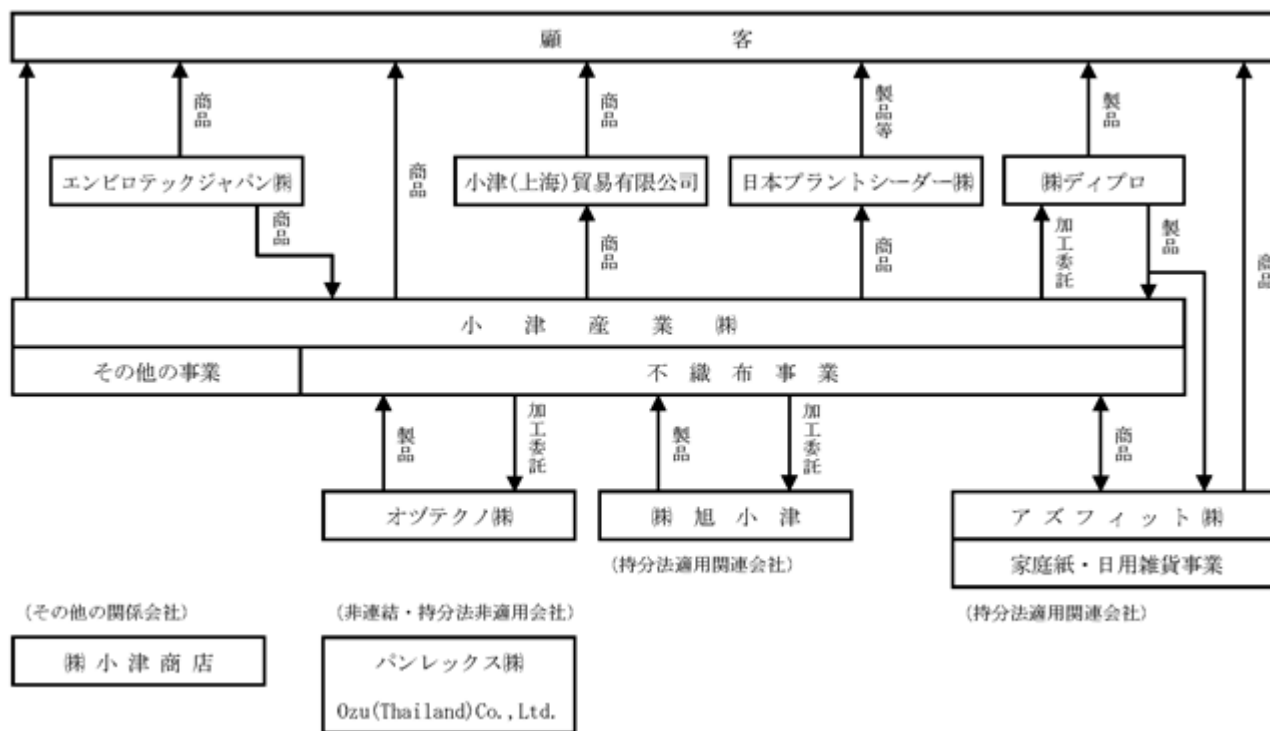 顧客
商品
商品
商品
製品等
製品
商品
エンビロテックジャパン㈱
小津(上海)貿易有限公司
日本プラントシーダー㈱
㈱ディプロ
商品
商品
商品
加工委託
製品
小津産業㈱
その他の事業
不織布事業
製品
加工委託
製品
加工委託
商品
オヅテクノ㈱
㈱旭小津
アズフィット㈱
家庭紙・日用雑貨事業
(持分法適用関連会社)
(持分法適用関連会社)
(その他の関係会社)
(非連結・持分法非適用会社)
㈱小津商店
パンレックス㈱
Ozu(Thailand)Co.,Ltd.